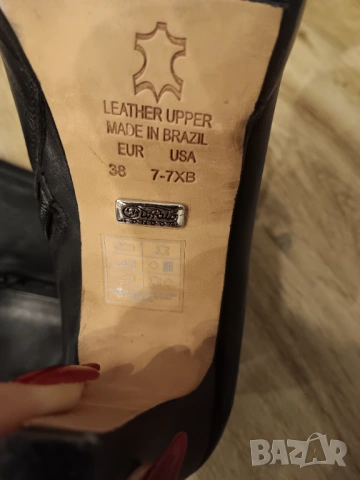 LEATHER UPPER
MADE IN BRAZIL
EUR USA
38 7-7XB
BAZAR